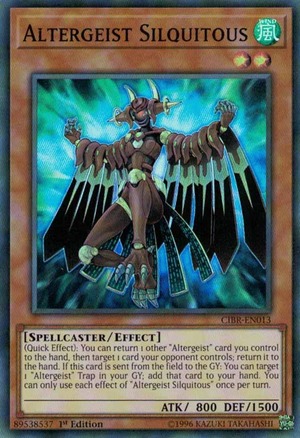 ALTERGEIST SILQUITOUS
WIND
CIBR-EN013
[SPELLCASTER/EFFECT]
(Quick Effect): You can return 1 other "Altergeist" card you control
to the hand, then target 1 card your opponent controls; return it to
the hand. If this card is sent from the field to the GY: You can target
1 "Altergeist" Trap in your GY; add that card to your hand. You
can only use each effect of "Altergeist Silquitous" once per turn.
ATK/ 800 DEF/1500
89538537 1st Edition ©1996 KAZUKI TAKAHASHI